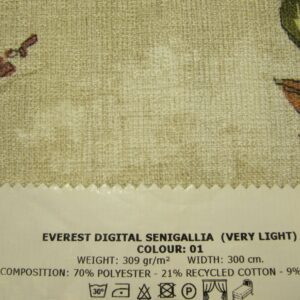 EVEREST DIGITAL SENIGALLIA (VERY LIGHT)
COLOUR: 01
WEIGHT: 309 gr/m² WIDTH: 300 cm.
COMPOSITION: 70% POLYESTER - 21% RECYCLED COTTON - 9%
30°